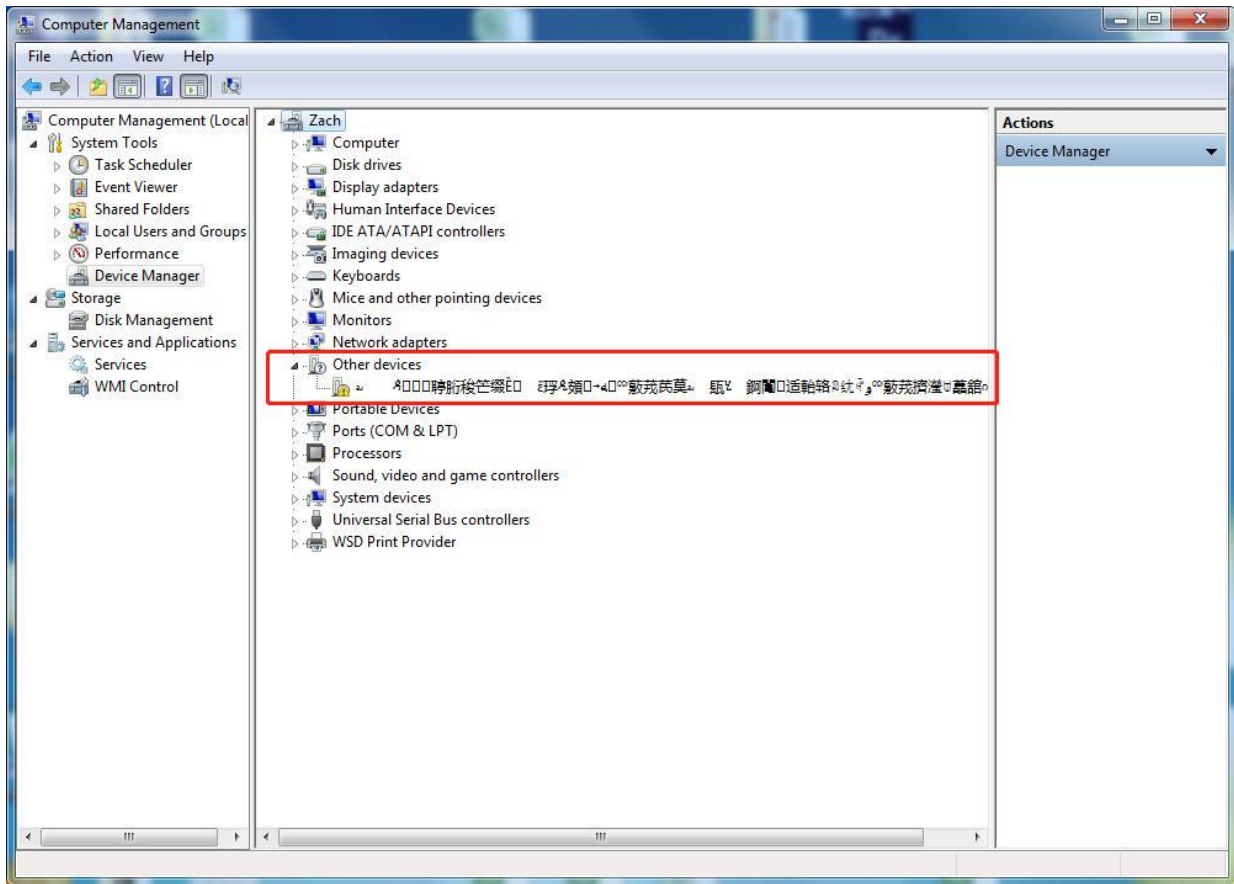 Computer Management
File Action View Help
Computer Management (Local
System Tools
Task Scheduler
Event Viewer
Shared Folders
Local Users and Groups
Performance
Device Manager
Storage
Disk Management
Services and Applications
Services
WMI Control
Zach
Computer
Disk drives
Display adapters
Human Interface Devices
IDE ATA/ATAPI controllers
Imaging devices
Keyboards
Mice and other pointing devices
Monitors
Network adapters
Other devices
Portable Devices
Ports (COM & LPT)
Processors
Sound, video and game controllers
System devices
Universal Serial Bus controllers
WSD Print Provider
Actions
Device Manager